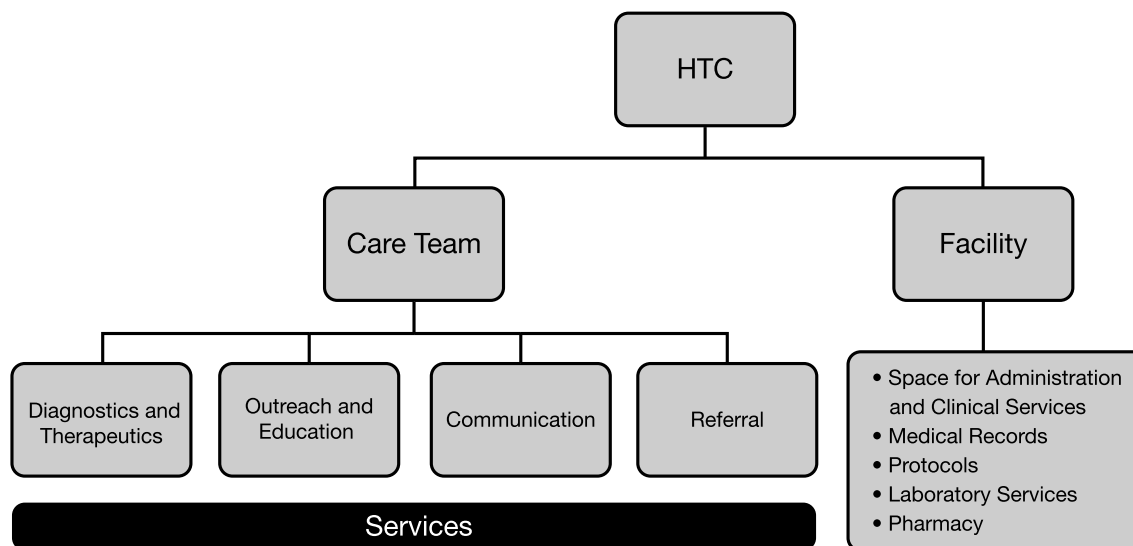 HTC
Care Team
Facility
Diagnostics and
Therapeutics
Outreach and
Education
Communication
Referral
• Space for Administration
and Clinical Services
• Medical Records
• Protocols
• Laboratory Services
• Pharmacy
Services